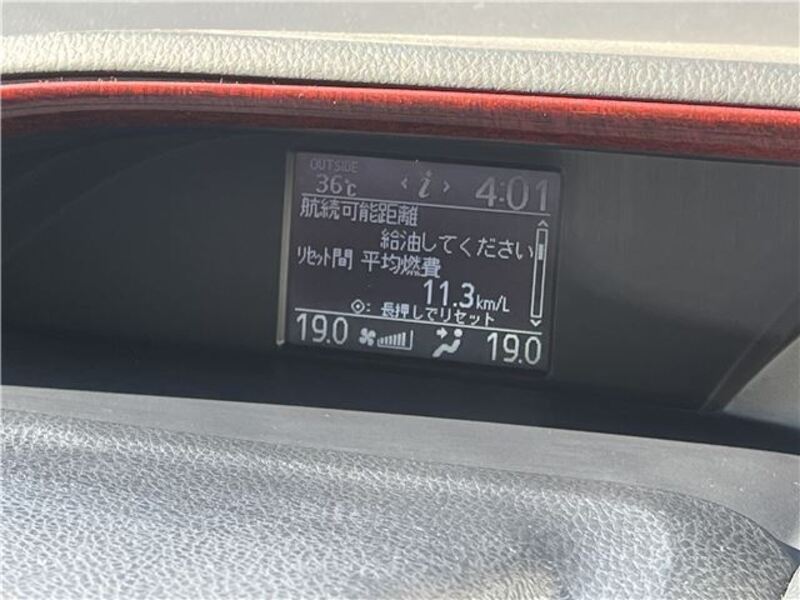 OUTSIDE
36℃ ‹ i › 4:01
航続可能距離
給油してください
リセット間 平均燃費
11.3km/L
◎: 長押しでリセット
19.0 19.0